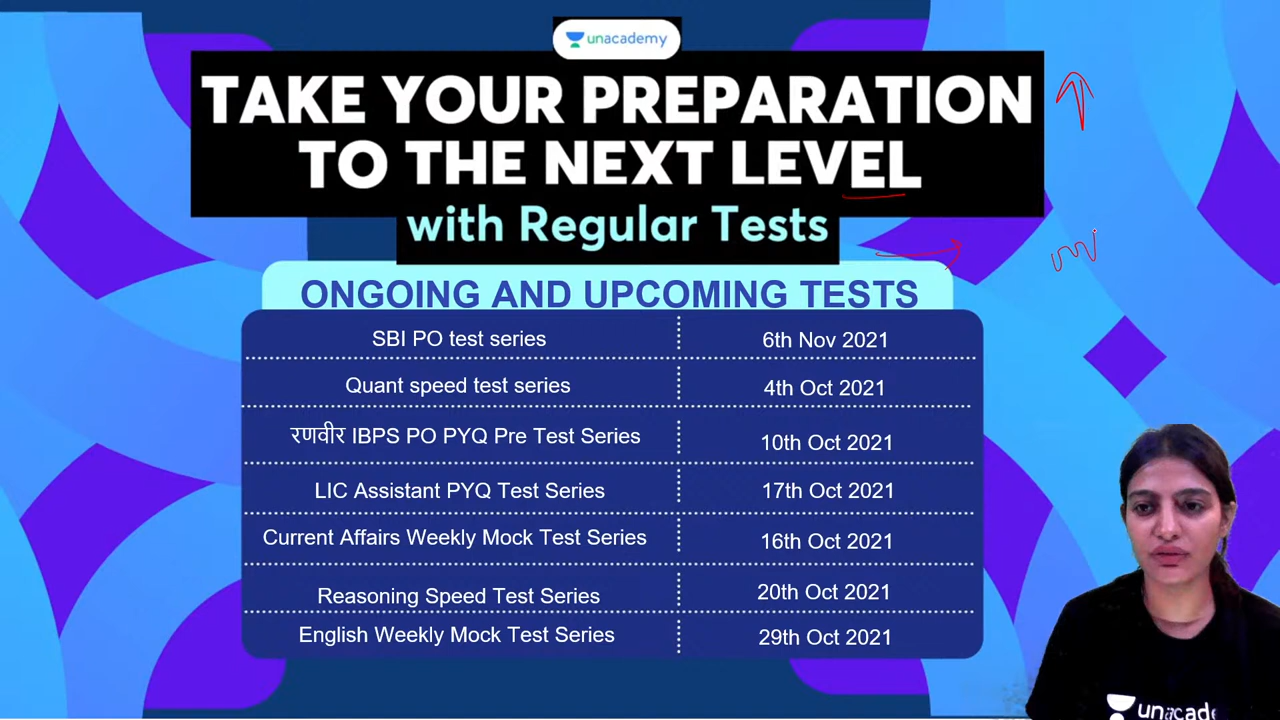 unacademy
TAKE YOUR PREPARATION
TO THE NEXT LEVEL
with Regular Tests
ONGOING AND UPCOMING TESTS
SBI PO test series 6th Nov 2021
Quant speed test series 4th Oct 2021
रणवीर IBPS PO PYQ Pre Test Series 10th Oct 2021
LIC Assistant PYQ Test Series 17th Oct 2021
Current Affairs Weekly Mock Test Series 16th Oct 2021
Reasoning Speed Test Series 20th Oct 2021
English Weekly Mock Test Series 29th Oct 2021
unacade